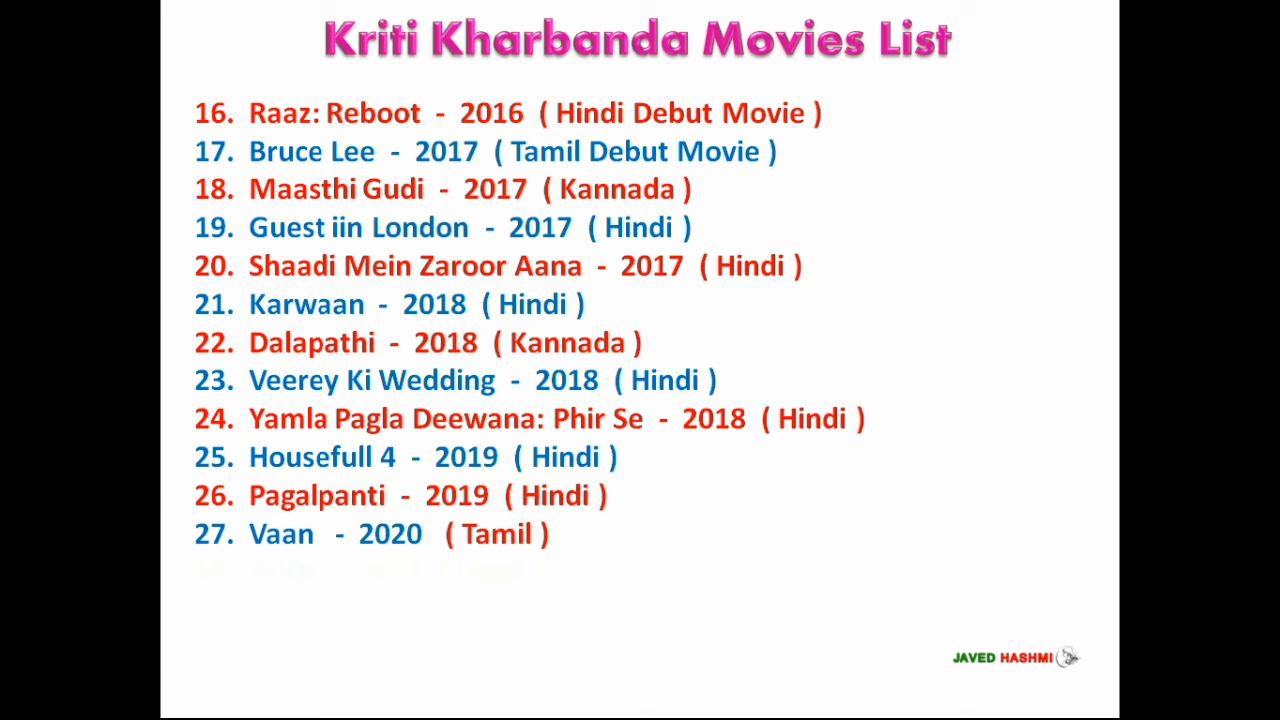 Kriti Kharbanda Movies List
16. Raaz: Reboot - 2016 ( Hindi Debut Movie )
17. Bruce Lee - 2017 ( Tamil Debut Movie )
18. Maasthi Gudi - 2017 ( Kannada )
19. Guest iin London - 2017 ( Hindi )
20. Shaadi Mein Zaroor Aana - 2017 ( Hindi )
21. Karwaan - 2018 ( Hindi )
22. Dalapathi - 2018 ( Kannada )
23. Veerey Ki Wedding - 2018 ( Hindi )
24. Yamla Pagla Deewana: Phir Se - 2018 ( Hindi )
25. Housefull 4 - 2019 ( Hindi )
26. Pagalpanti - 2019 ( Hindi )
27. Vaan - 2020 ( Tamil )
JAVED HASHMI